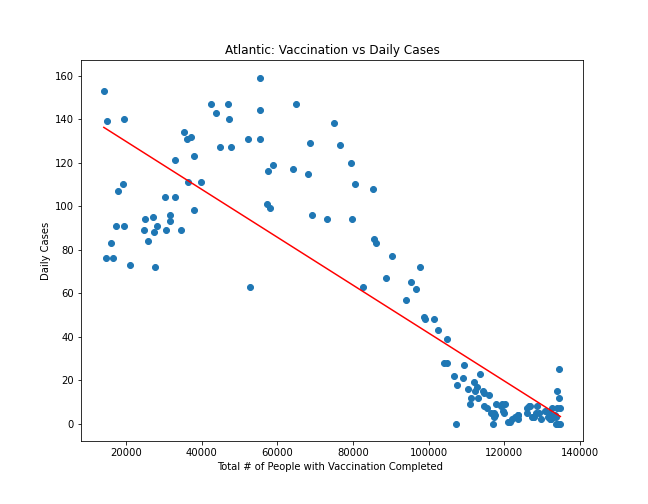 Atlantic: Vaccination vs Daily Cases
160
140
120
100
80
60
40
20
0
Daily Cases
20000 40000 60000 80000 100000 120000 140000
Total # of People with Vaccination Completed